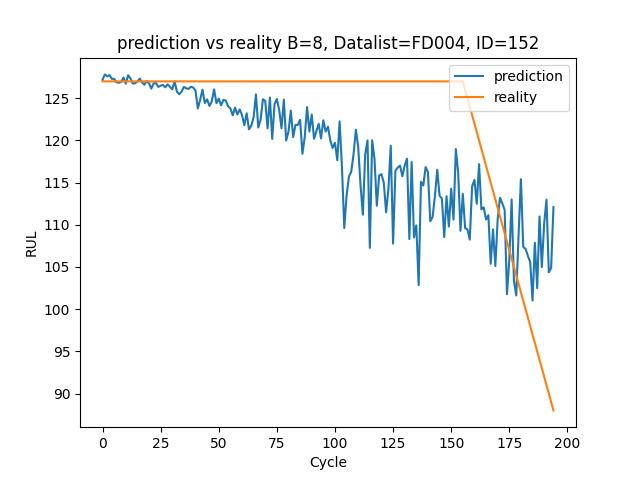 prediction vs reality B=8, Datalist=FD004, ID=152
prediction
reality
RUL
125
120
115
110
105
100
95
90
0 25 50 75 100 125 150 175 200
Cycle